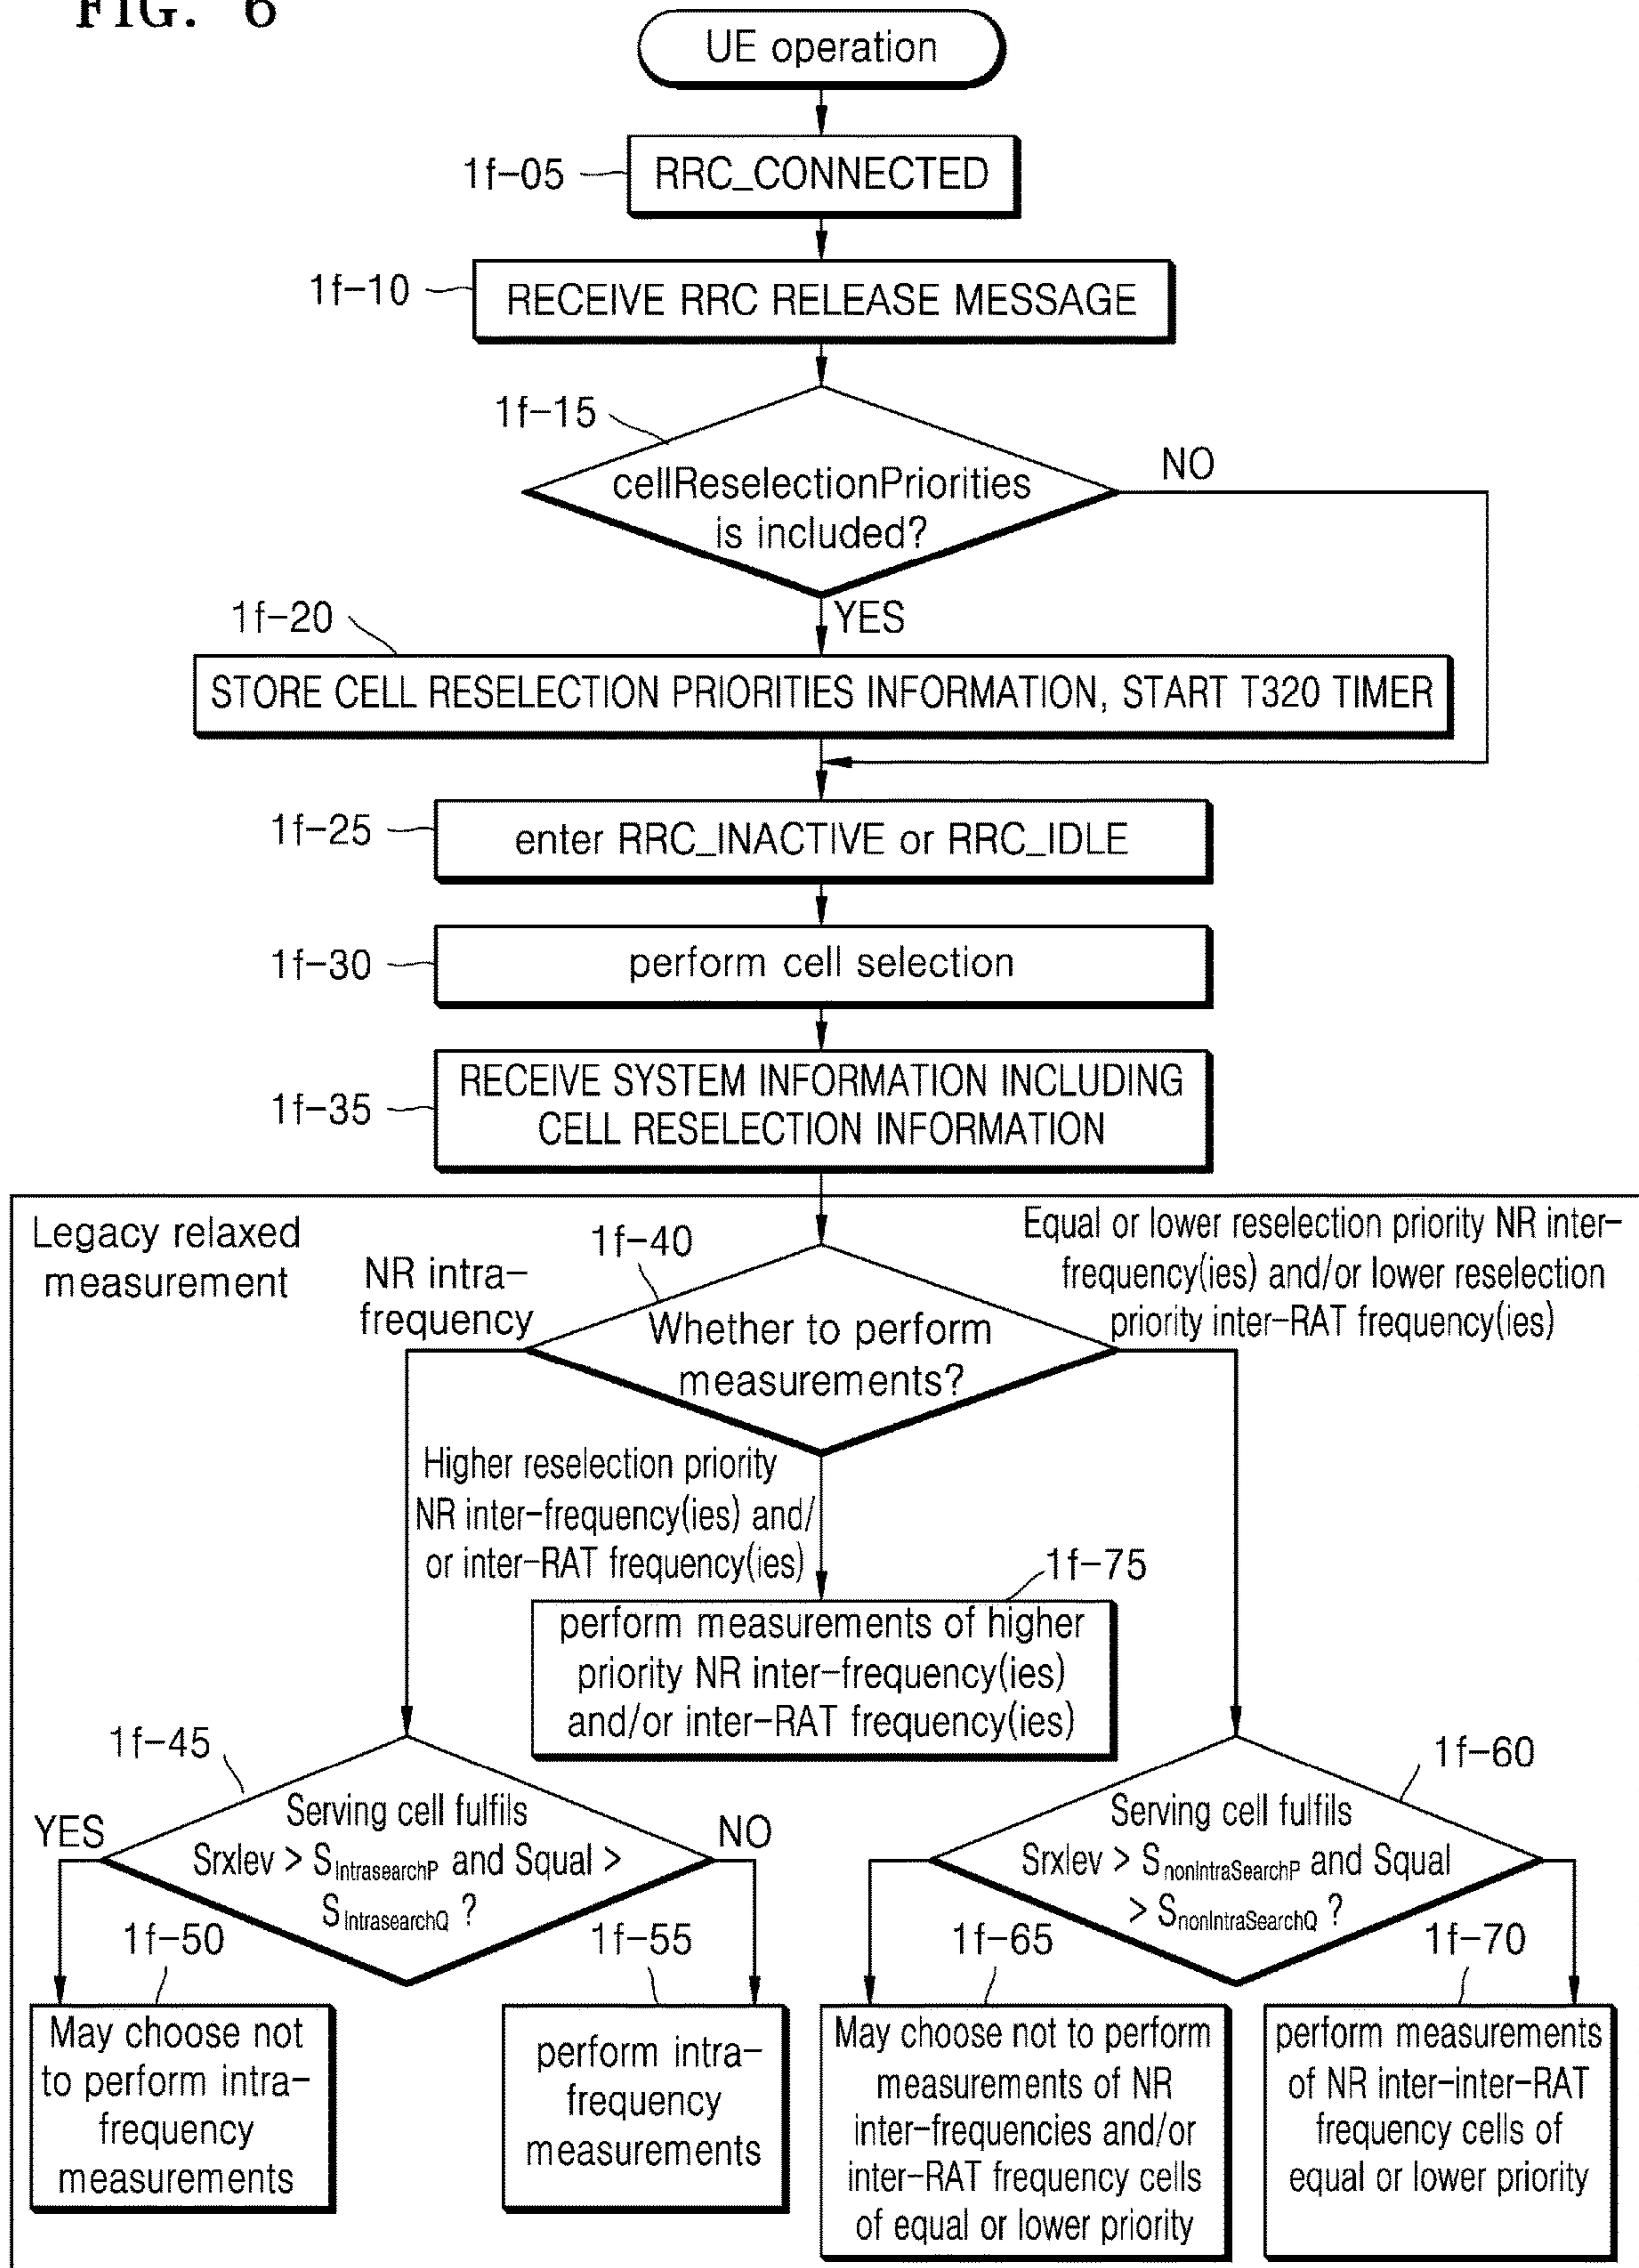 FIG. 6
UE operation
1f-05
RRC_CONNECTED
1f-10
RECEIVE RRC RELEASE MESSAGE
1f-15
cellReselectionPriorities
is included?
NO
YES
1f-20
STORE CELL RESELECTION PRIORITIES INFORMATION, START T320 TIMER
1f-25
enter RRC_INACTIVE or RRC_IDLE
1f-30
perform cell selection
1f-35
RECEIVE SYSTEM INFORMATION INCLUDING
CELL RESELECTION INFORMATION
Legacy relaxed
measurement
1f-40
NR intra-
frequency
Whether to perform
measurements?
Equal or lower reselection priority NR inter-
frequency(ies) and/or lower reselection
priority inter-RAT frequency(ies)
Higher reselection priority
NR inter-frequency(ies) and/
or inter-RAT frequency(ies)
1f-75
perform measurements of higher
priority NR inter-frequency(ies)
and/or inter-RAT frequency(ies)
1f-45
YES
Serving cell fulfils
Srxlev > SIntrasearchP and Squal >
SIntrasearchQ ?
NO
1f-60
Serving cell fulfils
Srxlev > SnonIntraSearchP and Squal
> SnonIntraSearchQ ?
1f-50
May choose not
to perform intra-
frequency
measurements
1f-55
perform intra-
frequency
measurements
1f-65
May choose not to perform
measurements of NR
inter-frequencies and/or
inter-RAT frequency cells
of equal or lower priority
1f-70
perform measurements
of NR inter-inter-RAT
frequency cells of
equal or lower priority